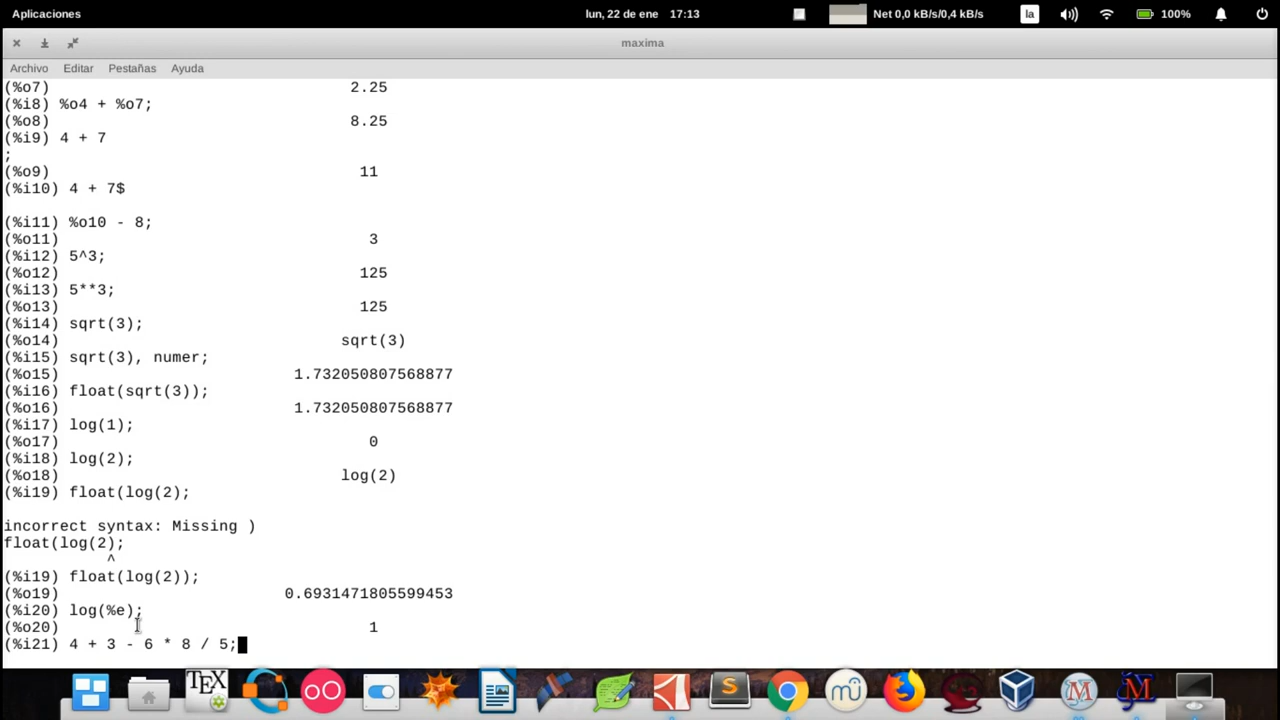 Aplicaciones
lun, 22 de ene 17:13
Net 0,0 kB/s/0,4 kB/s
la
100%
maxima
Archivo Editar Pestañas Ayuda
(%o7) 2.25
(%i8) %o4 + %o7;
(%o8) 8.25
(%i9) 4 + 7
;
(%o9) 11
(%i10) 4 + 7$
(%i11) %o10 - 8;
(%o11) 3
(%i12) 5^3;
(%o12) 125
(%i13) 5**3;
(%o13) 125
(%i14) sqrt(3);
(%o14) sqrt(3)
(%i15) sqrt(3), numer;
(%o15) 1.732050807568877
(%i16) float(sqrt(3));
(%o16) 1.732050807568877
(%i17) log(1);
(%o17) 0
(%i18) log(2);
(%o18) log(2)
(%i19) float(log(2);
incorrect syntax: Missing )
float(log(2);
^
(%i19) float(log(2));
(%o19) 0.6931471805599453
(%i20) log(%e);
(%o20) 1
(%i21) 4 + 3 - 6 * 8 / 5;
TEX
S
mu
M
M